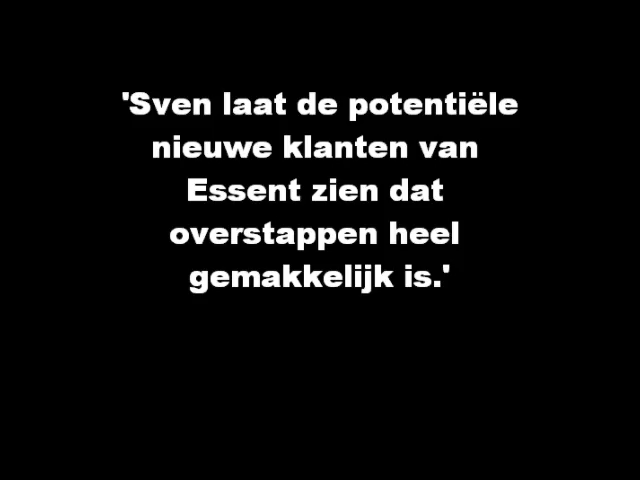 'Sven laat de potentiële
nieuwe klanten van
Essent zien dat
overstappen heel
gemakkelijk is.'